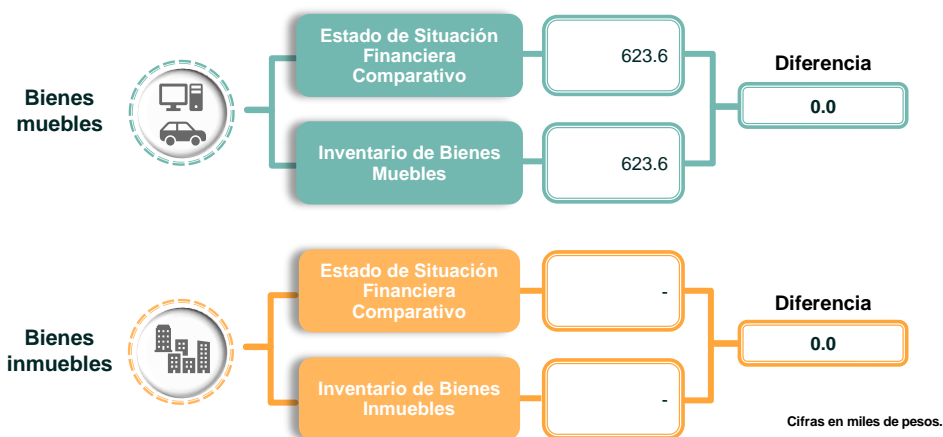 Bienes
muebles
Estado de Situación
Financiera
Comparativo
623.6
Inventario de Bienes
Muebles
623.6
Diferencia
0.0
Bienes
inmuebles
Estado de Situación
Financiera
Comparativo
-
Inventario de Bienes
Inmuebles
-
Diferencia
0.0
Cifras en miles de pesos.